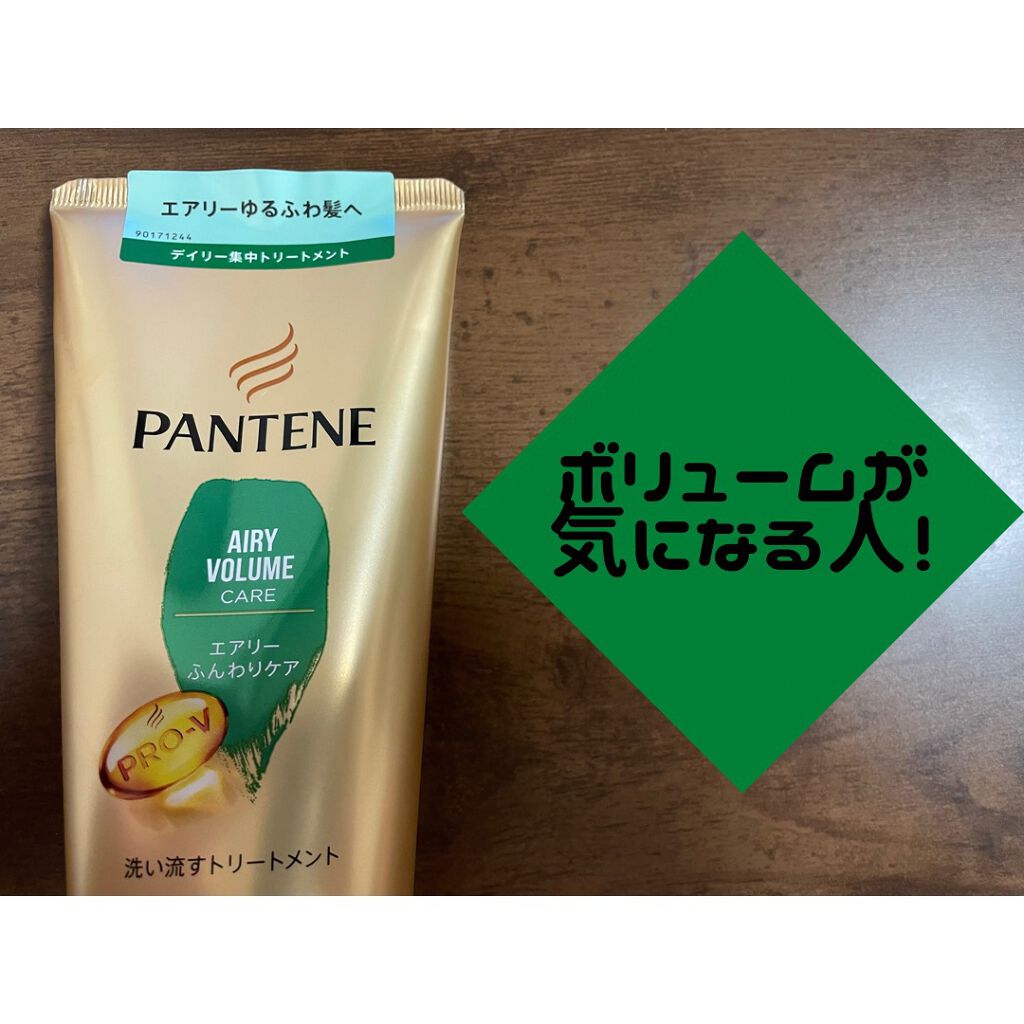 エアリーゆるふわ髪へ
90171244
デイリー集中トリートメント
PANTENE
AIRY
VOLUME
CARE
エアリー
ふんわりケア
PRO-V
洗い流すトリートメント
ボリュームが
気になる人!